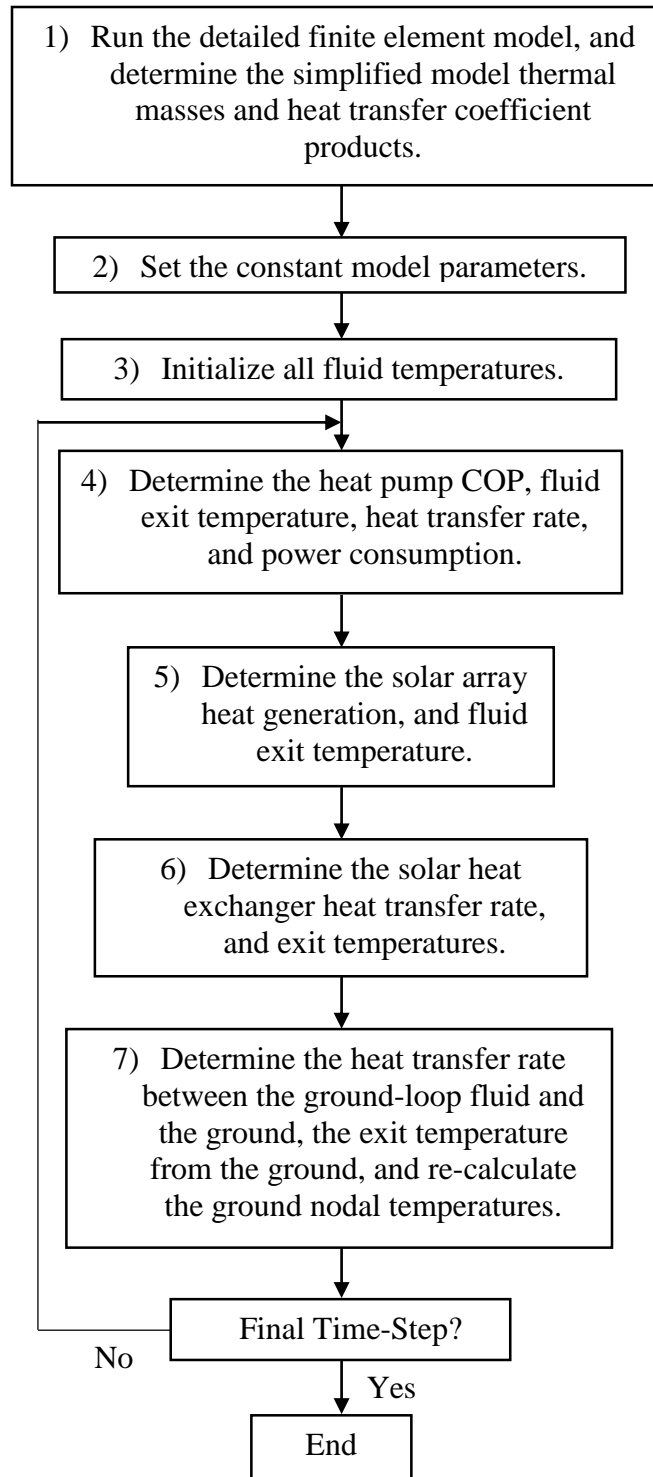 1) Run the detailed finite element model, and
determine the simplified model thermal
masses and heat transfer coefficient
products.
2) Set the constant model parameters.
3) Initialize all fluid temperatures.
4) Determine the heat pump COP, fluid
exit temperature, heat transfer rate,
and power consumption.
5) Determine the solar array
heat generation, and fluid
exit temperature.
6) Determine the solar heat
exchanger heat transfer rate,
and exit temperatures.
7) Determine the heat transfer rate
between the ground-loop fluid and
the ground, the exit temperature
from the ground, and re-calculate
the ground nodal temperatures.
Final Time-Step?
No
Yes
End